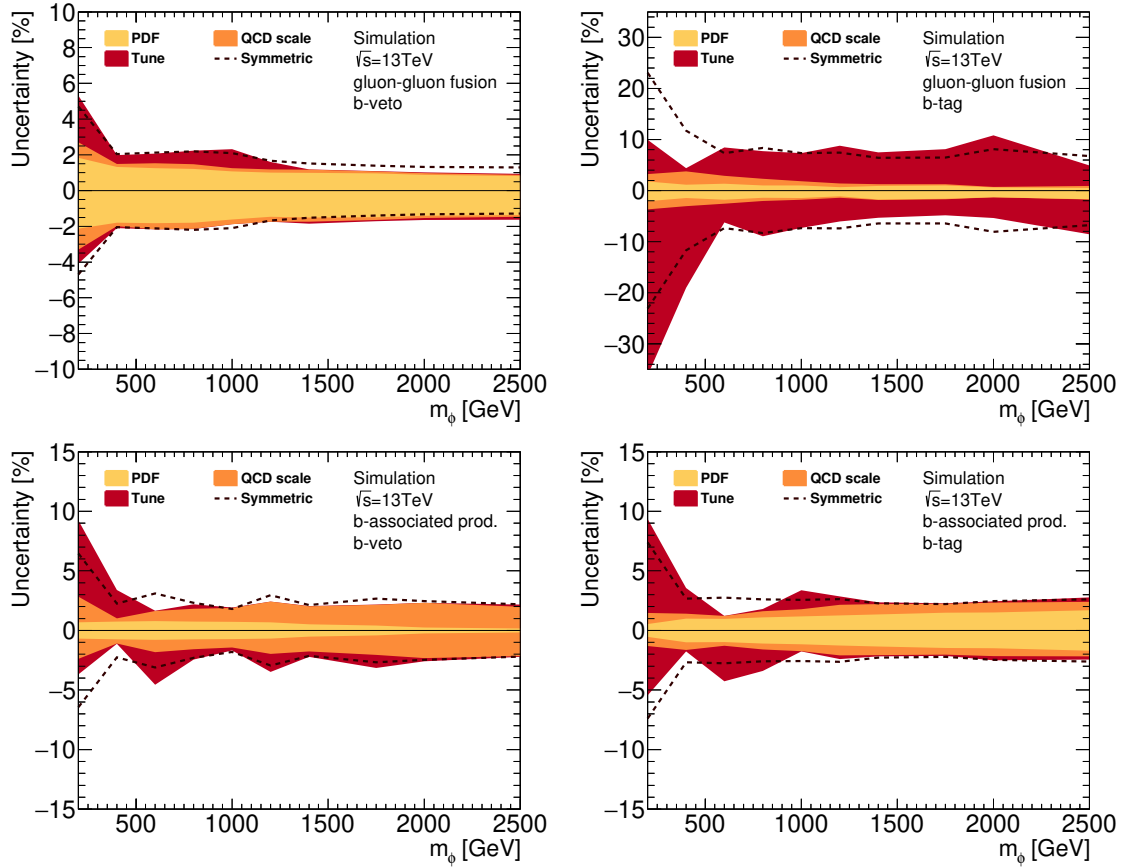 Uncertainty [%]
10
8
6
4
2
0
−2
−4
−6
−8
−10
PDF
QCD scale
Tune
Symmetric
Simulation
√s=13TeV
gluon-gluon fusion
b-veto
500
1000
1500
2000
2500
mϕ [GeV]
Uncertainty [%]
30
20
10
0
−10
−20
−30
PDF
QCD scale
Tune
Symmetric
Simulation
√s=13TeV
gluon-gluon fusion
b-tag
500
1000
1500
2000
2500
mϕ [GeV]
Uncertainty [%]
15
10
5
0
−5
−10
−15
PDF
QCD scale
Tune
Symmetric
Simulation
√s=13TeV
b-associated prod.
b-veto
500
1000
1500
2000
2500
mϕ [GeV]
Uncertainty [%]
15
10
5
0
−5
−10
−15
PDF
QCD scale
Tune
Symmetric
Simulation
√s=13TeV
b-associated prod.
b-tag
500
1000
1500
2000
2500
mϕ [GeV]